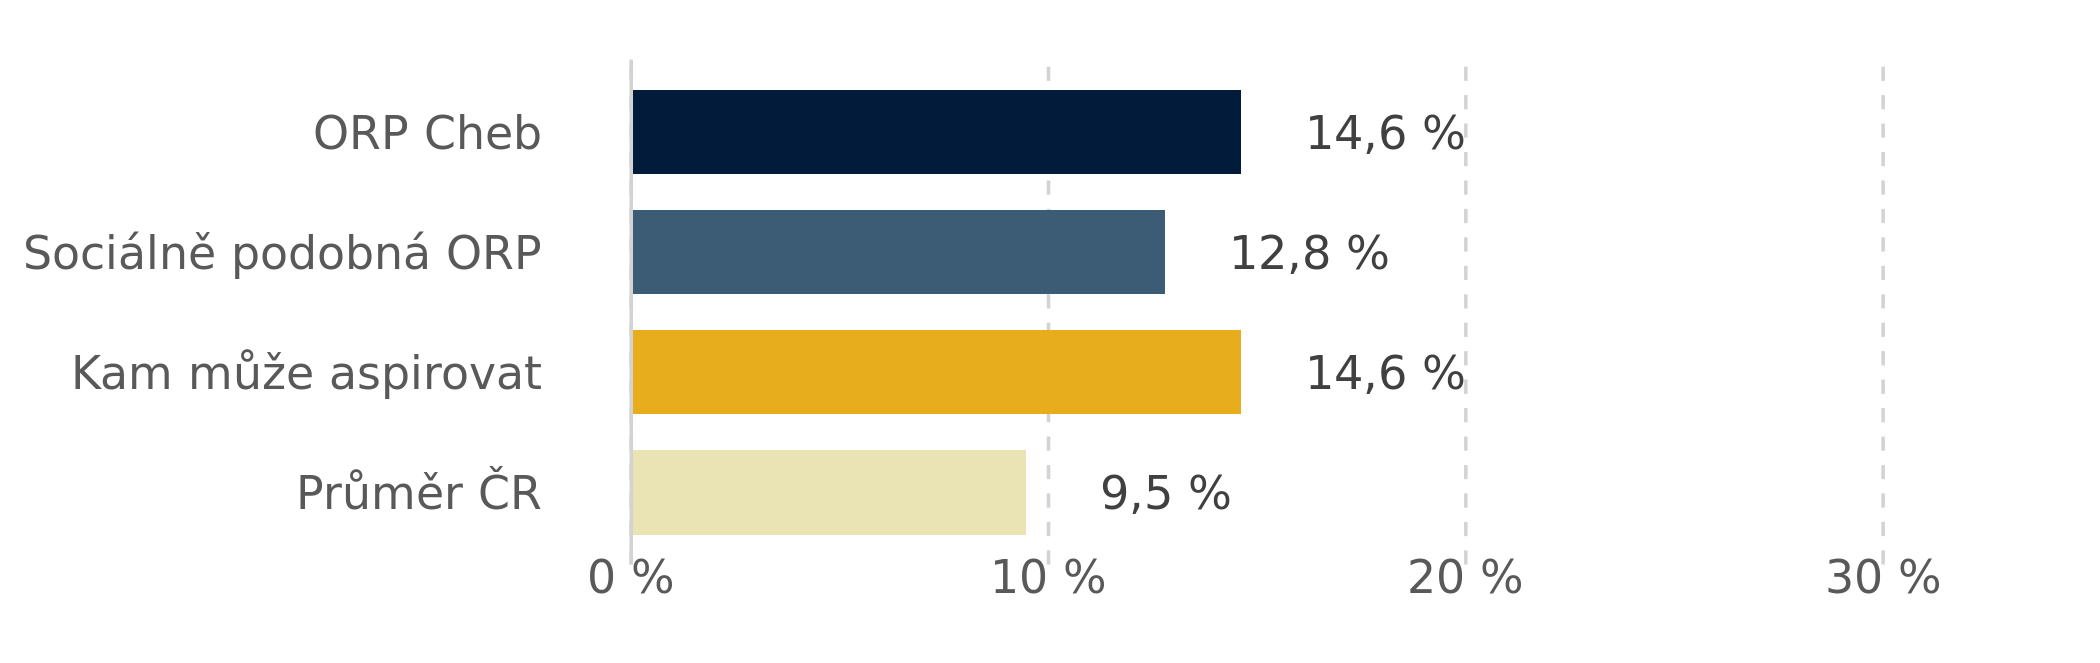 ORP Cheb 14,6 %
Sociálně podobná ORP 12,8 %
Kam může aspirovat 14,6 %
Průměr ČR 9,5 %
0 % 10 % 20 % 30 %